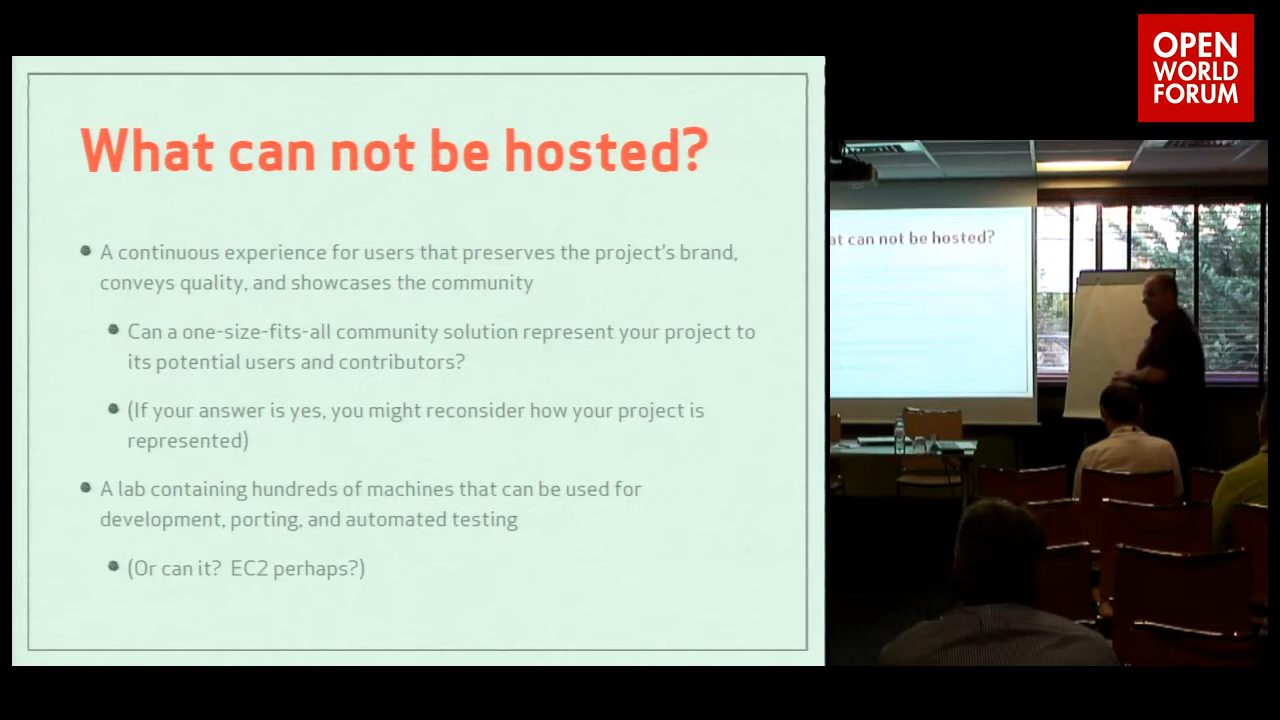 OPEN
WORLD
FORUM
What can not be hosted?
• A continuous experience for users that preserves the project's brand,
conveys quality, and showcases the community
• Can a one-size-fits-all community solution represent your project to
its potential users and contributors?
• (If your answer is yes, you might reconsider how your project is
represented)
• A lab containing hundreds of machines that can be used for
development, porting, and automated testing
• (Or can it? EC2 perhaps?)
at can not be hosted?